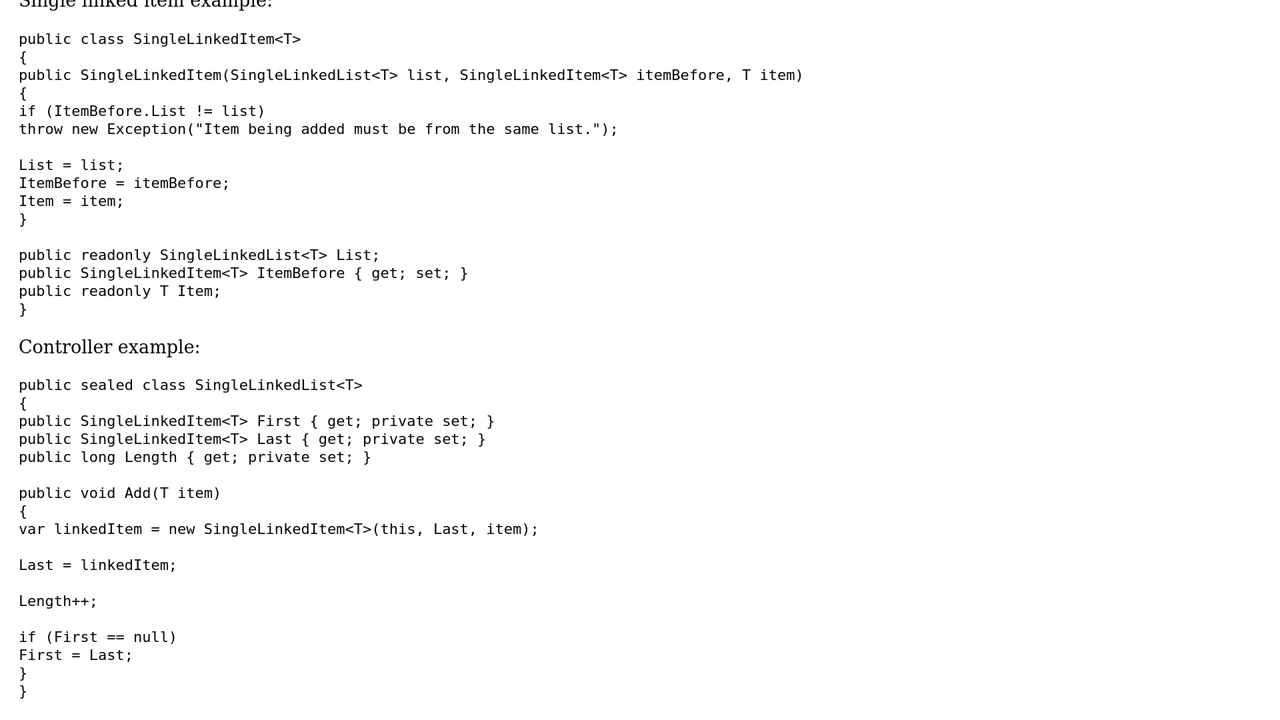 Single linked item example:
public class SingleLinkedItem<T>
{
public SingleLinkedItem(SingleLinkedList<T> list, SingleLinkedItem<T> itemBefore, T item)
{
if (ItemBefore.List != list)
throw new Exception("Item being added must be from the same list.");
List = list;
ItemBefore = itemBefore;
Item = item;
}
public readonly SingleLinkedList<T> List;
public SingleLinkedItem<T> ItemBefore { get; set; }
public readonly T Item;
}
Controller example:
public sealed class SingleLinkedList<T>
{
public SingleLinkedItem<T> First { get; private set; }
public SingleLinkedItem<T> Last { get; private set; }
public long Length { get; private set; }
public void Add(T item)
{
var linkedItem = new SingleLinkedItem<T>(this, Last, item);
Last = linkedItem;
Length++;
if (First == null)
First = Last;
}
}